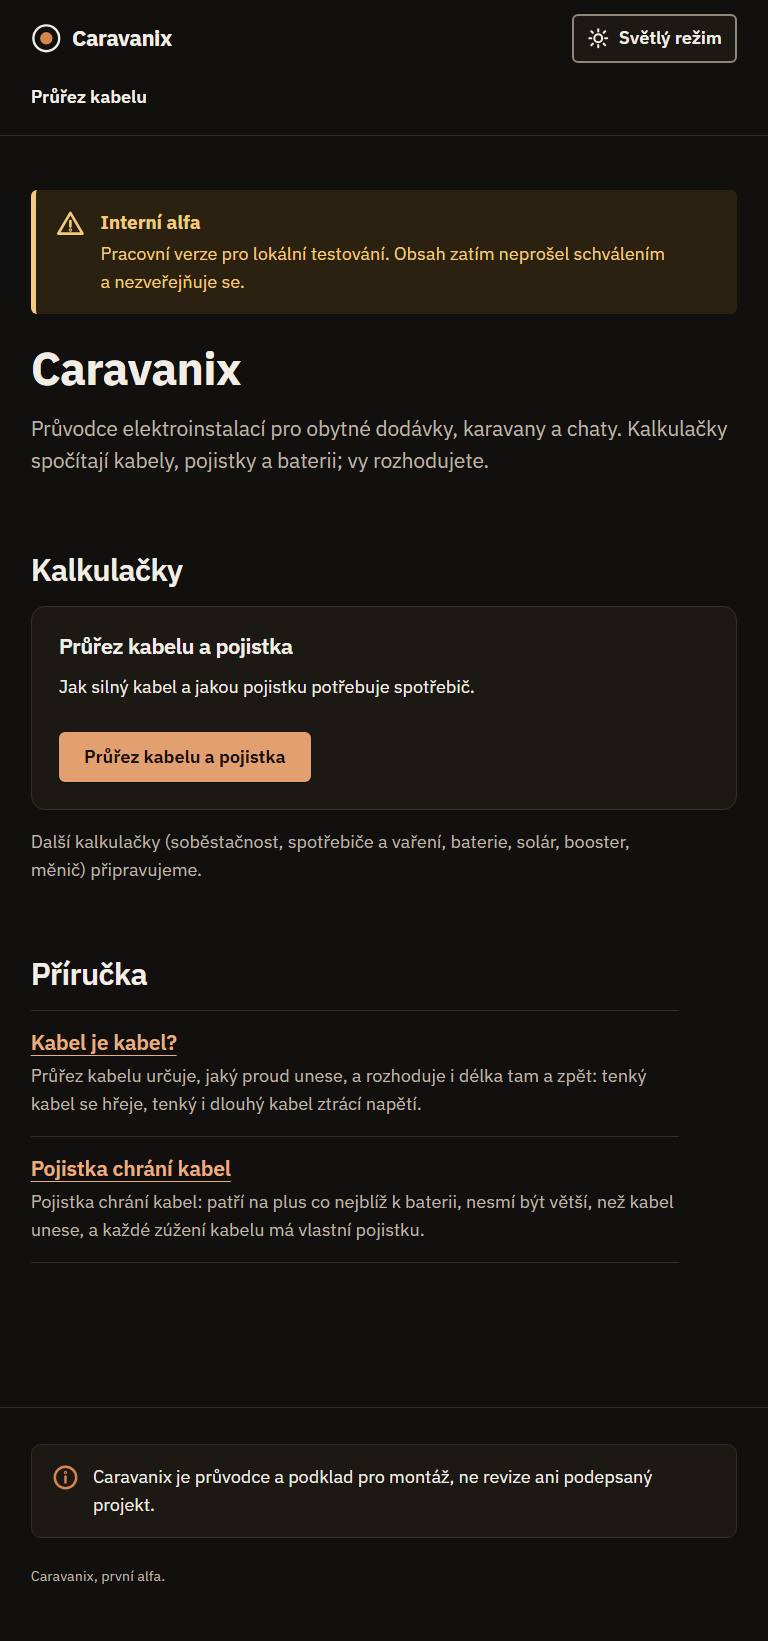 Caravanix
Světlý režim
Průřez kabelu
Interní alfa
Pracovní verze pro lokální testování. Obsah zatím neprošel schválením
a nezveřejňuje se.
Caravanix
Průvodce elektroinstalací pro obytné dodávky, karavany a chaty. Kalkulačky
spočítají kabely, pojistky a baterii; vy rozhodujete.
Kalkulačky
Průřez kabelu a pojistka
Jak silný kabel a jakou pojistku potřebuje spotřebič.
Průřez kabelu a pojistka
Další kalkulačky (soběstačnost, spotřebiče a vaření, baterie, solár, booster,
měnič) připravujeme.
Příručka
Kabel je kabel?
Průřez kabelu určuje, jaký proud unese, a rozhoduje i délka tam a zpět: tenký
kabel se hřeje, tenký i dlouhý kabel ztrácí napětí.
Pojistka chrání kabel
Pojistka chrání kabel: patří na plus co nejblíž k baterii, nesmí být větší, než kabel
unese, a každé zúžení kabelu má vlastní pojistku.
Caravanix je průvodce a podklad pro montáž, ne revize ani podepsaný
projekt.
Caravanix, první alfa.